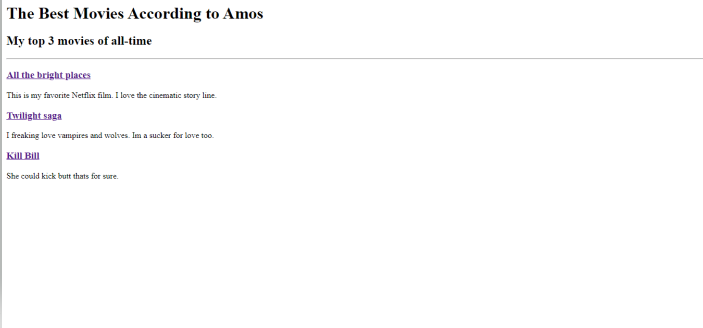 The Best Movies According to Amos
My top 3 movies of all-time
All the bright places
This is my favorite Netflix film. I love the cinematic story line.
Twilight saga
I freaking love vampires and wolves. Im a sucker for love too.
Kill Bill
She could kick butt thats for sure.